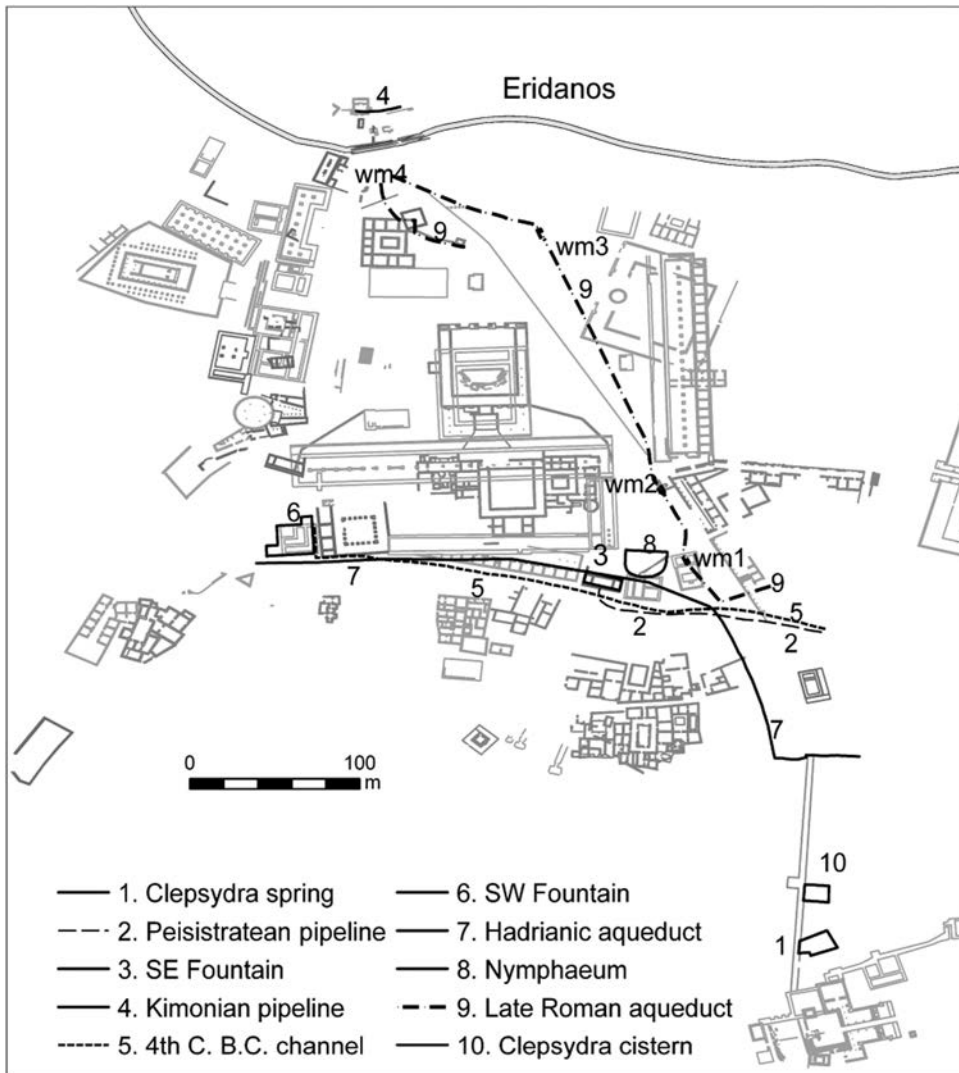 Eridanos
4
wm4
9
wm3
9
wm2
6
3
8
wm1
9
7
5
2
5
2
7
0 100
m
10
1
1. Clepsydra spring
2. Peisistratean pipeline
3. SE Fountain
4. Kimonian pipeline
5. 4th C. B.C. channel
6. SW Fountain
7. Hadrianic aqueduct
8. Nymphaeum
9. Late Roman aqueduct
10. Clepsydra cistern